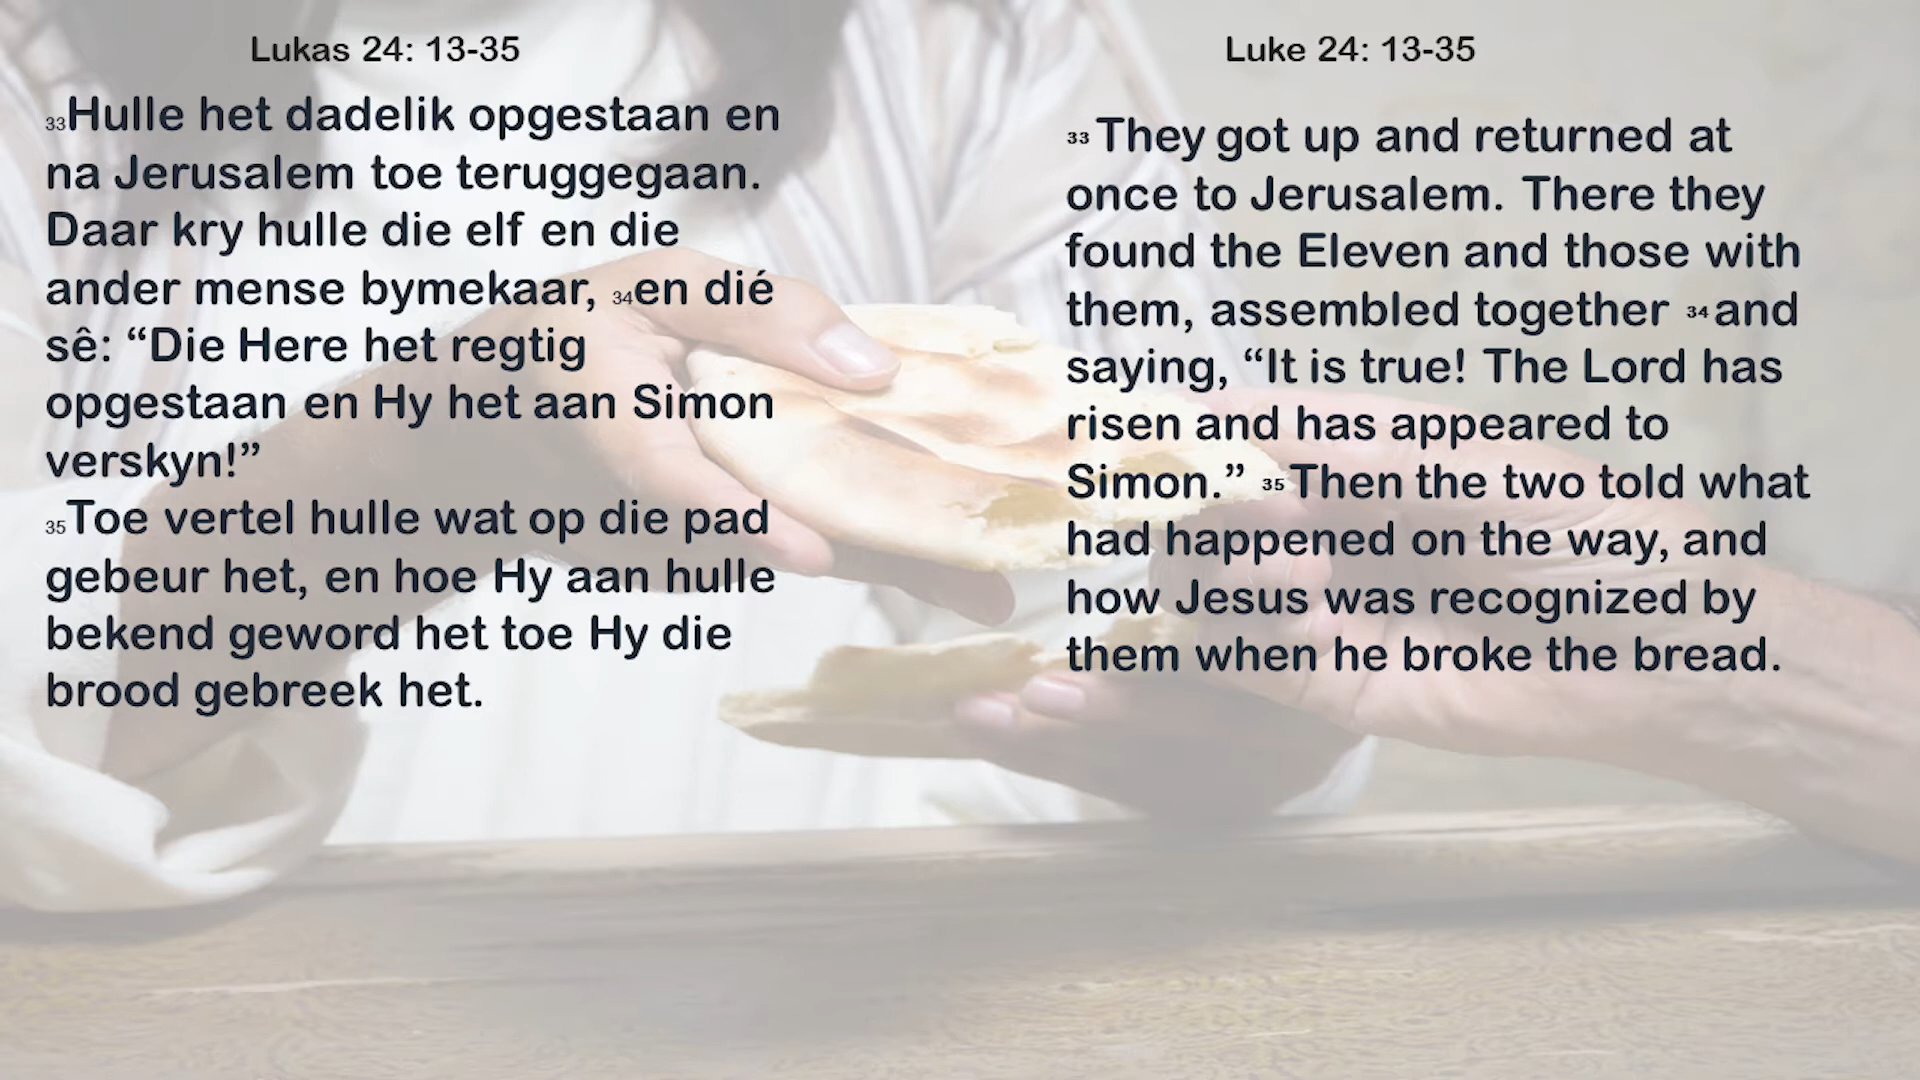 Lukas 24: 13-35
33Hulle het dadelik opgestaan en
na Jerusalem toe teruggegaan.
Daar kry hulle die elf en die
ander mense bymekaar, 34en dié
sê: “Die Here het regtig
opgestaan en Hy het aan Simon
verskyn!”
35Toe vertel hulle wat op die pad
gebeur het, en hoe Hy aan hulle
bekend geword het toe Hy die
brood gebreek het.
Luke 24: 13-35
33 They got up and returned at
once to Jerusalem. There they
found the Eleven and those with
them, assembled together 34 and
saying, “It is true! The Lord has
risen and has appeared to
Simon.” 35 Then the two told what
had happened on the way, and
how Jesus was recognized by
them when he broke the bread.